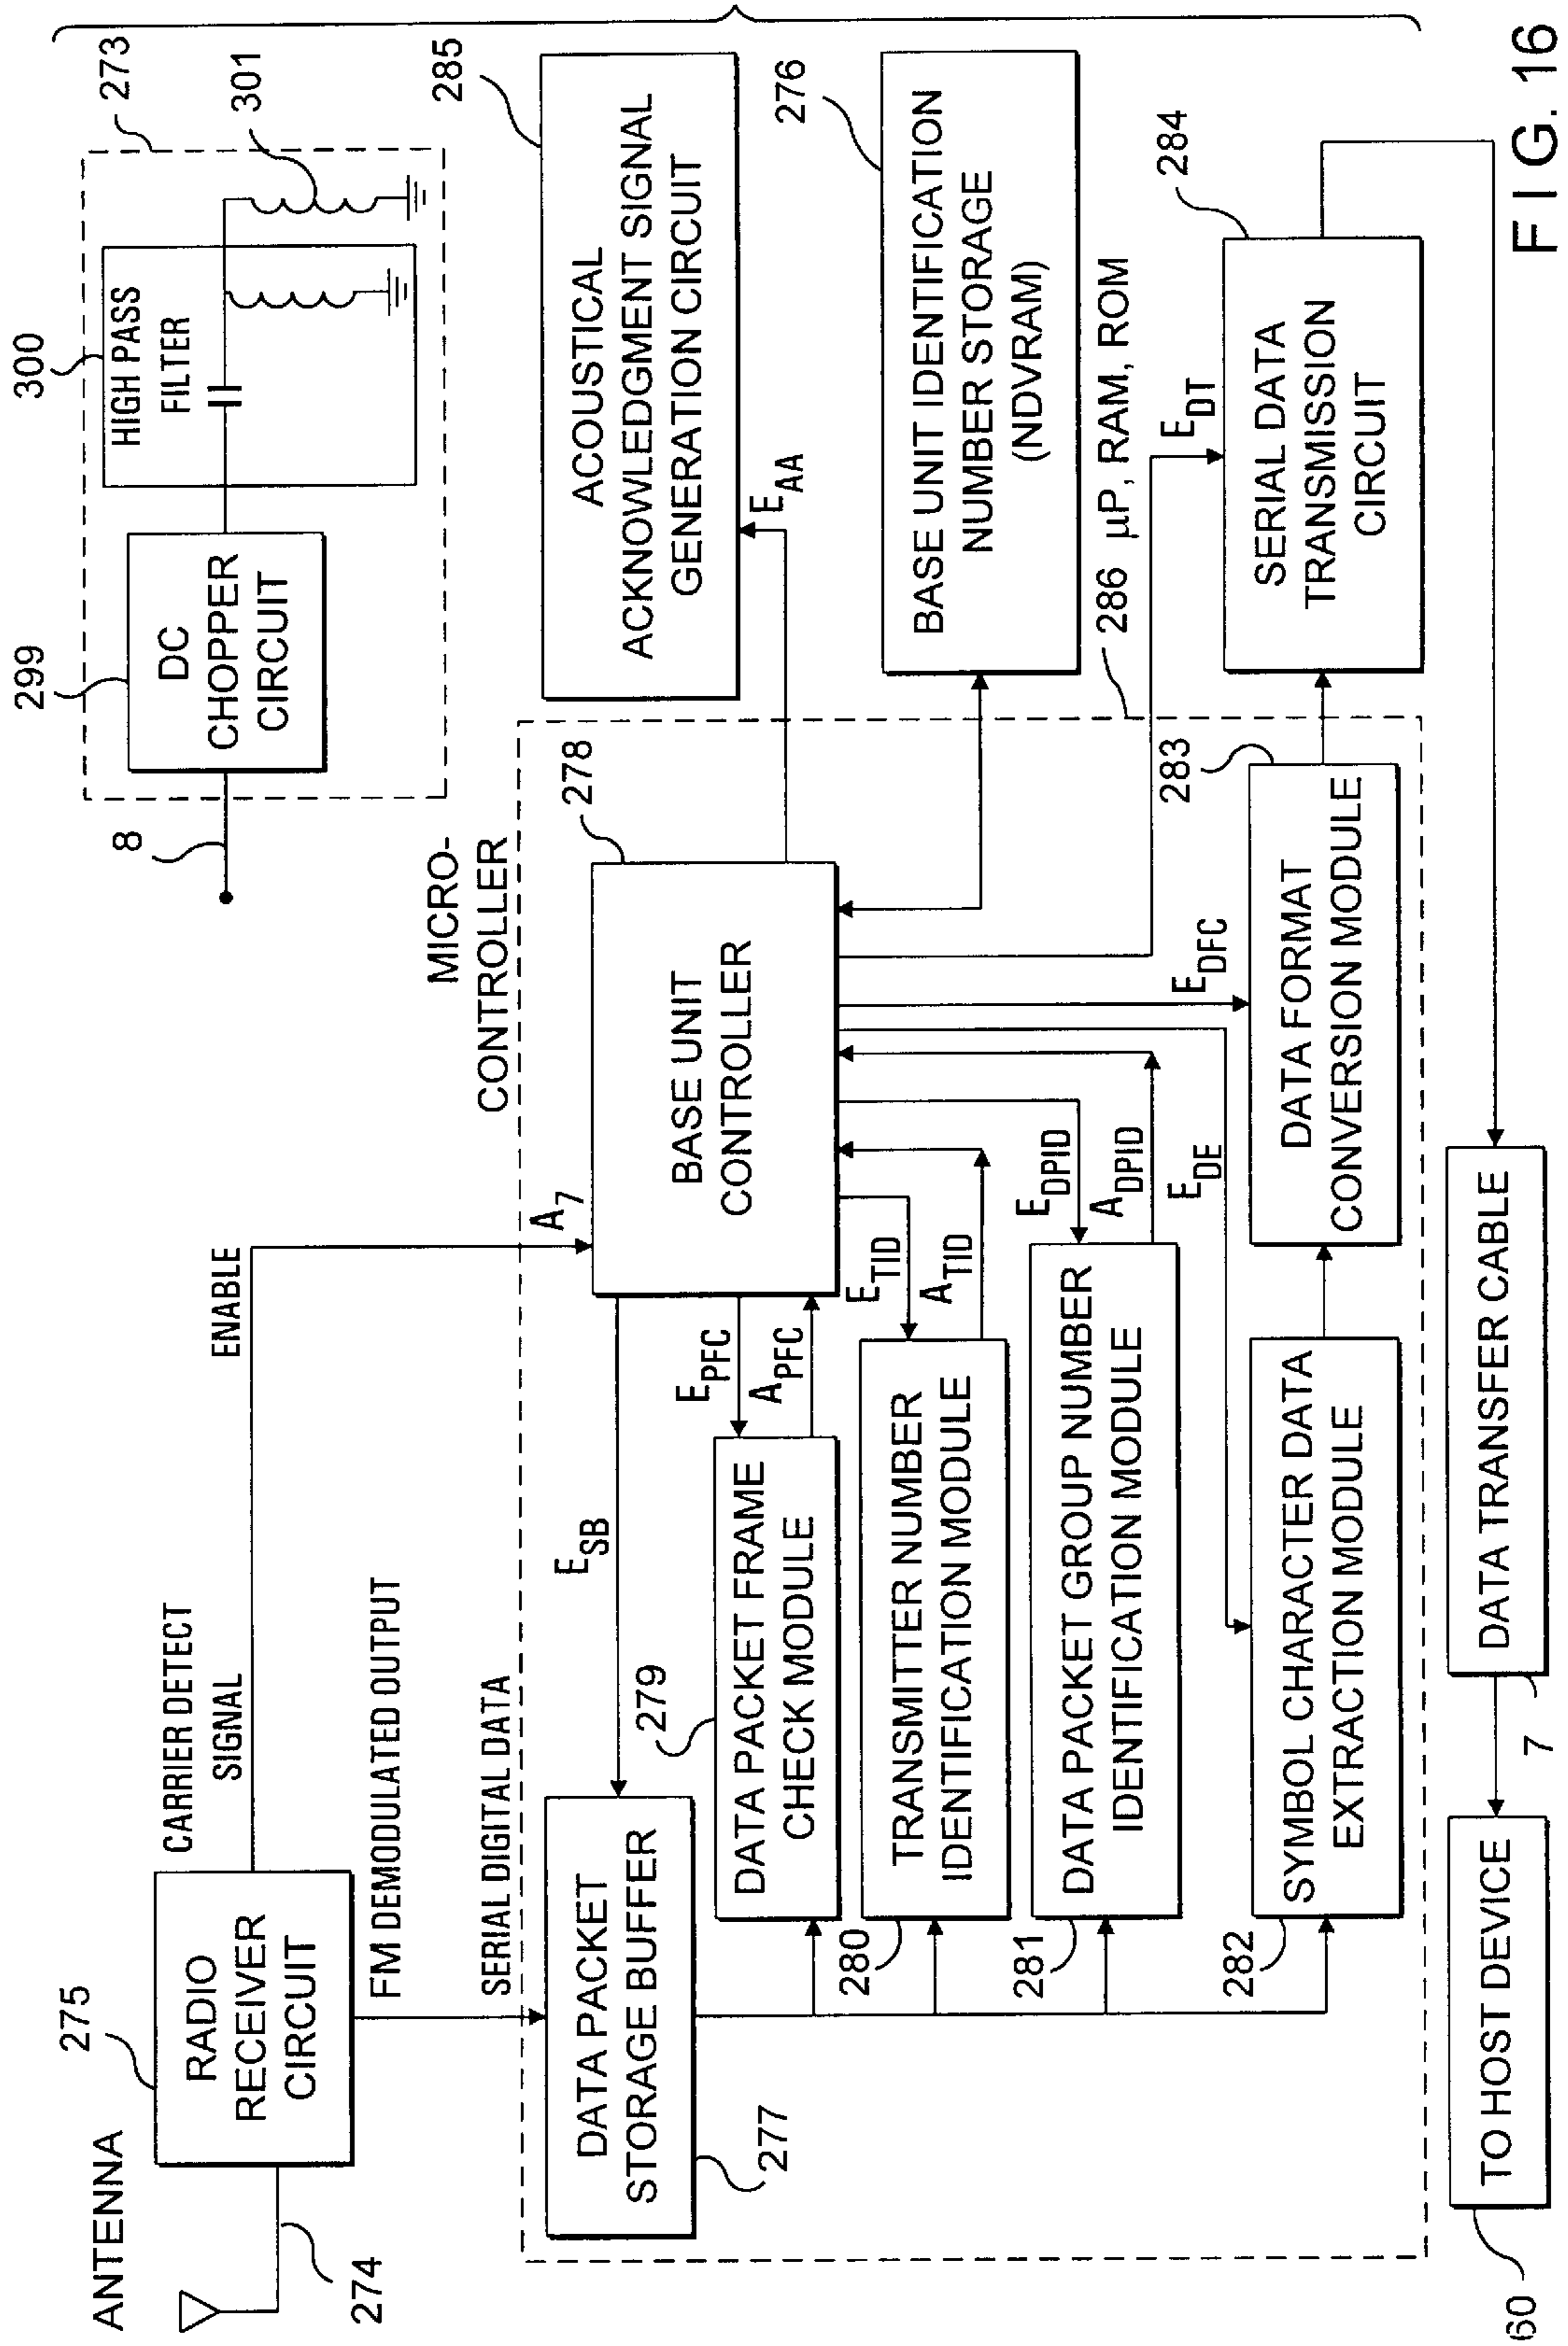 ANTENNA
274
275
RADIO
RECEIVER
CIRCUIT
CARRIER DETECT
SIGNAL
ENABLE
A7
FM DEMODULATED OUTPUT
SERIAL DIGITAL DATA
8
299
DC
CHOPPER
CIRCUIT
300
HIGH PASS
FILTER
273
301
MICRO-
CONTROLLER
278
BASE UNIT
CONTROLLER
ESB
DATA PACKET
STORAGE BUFFER
277
279
DATA PACKET FRAME
CHECK MODULE
EPFC
APFC
280
TRANSMITTER NUMBER
IDENTIFICATION MODULE
ETID
ATID
281
DATA PACKET GROUP NUMBER
IDENTIFICATION MODULE
EDPID
ADPID
EDE
282
SYMBOL CHARACTER DATA
EXTRACTION MODULE
EDFC
283
DATA FORMAT
CONVERSION MODULE
EAA
285
ACOUSTICAL
ACKNOWLEDGMENT SIGNAL
GENERATION CIRCUIT
276
BASE UNIT IDENTIFICATION
NUMBER STORAGE
(NDVRAM)
286 µP, RAM, ROM
EDT
284
SERIAL DATA
TRANSMISSION
CIRCUIT
60
TO HOST DEVICE
7
DATA TRANSFER CABLE
FIG. 16